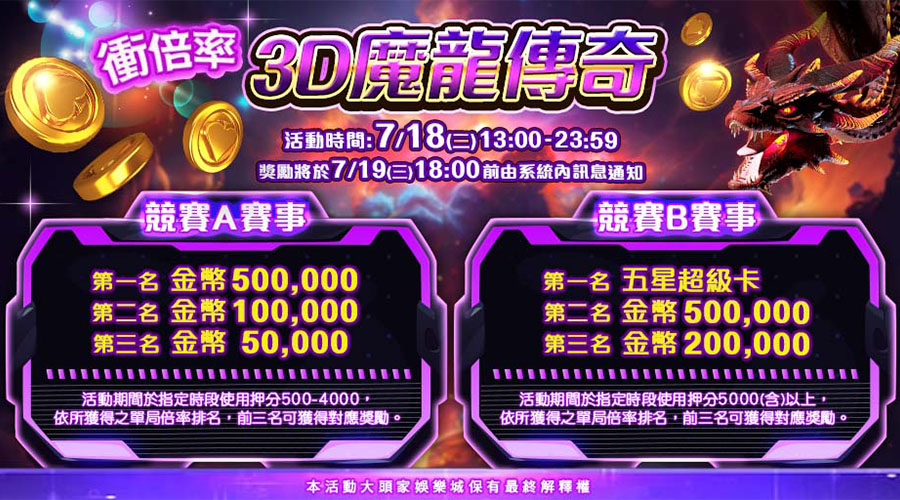 衝倍率
3D魔龍傳奇
活動時間:7/18(二)13:00-23:59
獎勵將於7/19(三)18:00前由系統內訊息通知
競賽A賽事
第一名 金幣500,000
第二名 金幣100,000
第三名 金幣 50,000
活動期間於指定時段使用押分500-4000，
依所獲得之單局倍率排名，前三名可獲得對應獎勵。
競賽B賽事
第一名 五星超級卡
第二名 金幣500,000
第三名 金幣200,000
活動期間於指定時段使用押分5000(含)以上，
依所獲得之單局倍率排名，前三名可獲得對應獎勵。
本活動大頭家娛樂城保有最終解釋權